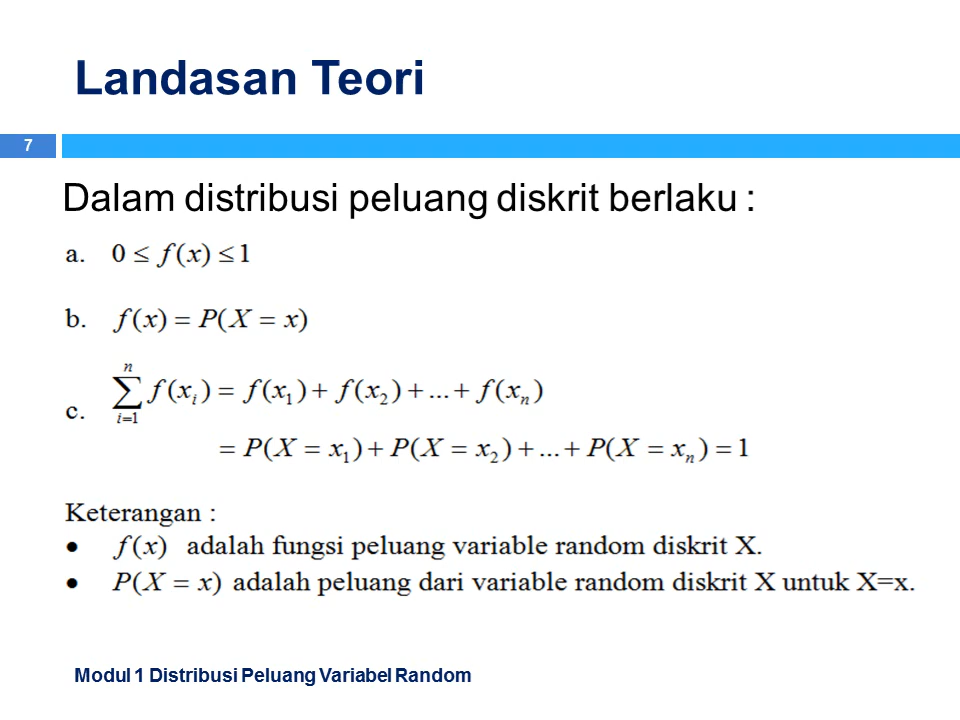 Landasan Teori
7
Dalam distribusi peluang diskrit berlaku :
a. 0 ≤ f(x) ≤ 1
b. f(x) = P(X = x)
c. ∑_{i=1}^{n} f(x_i) = f(x_1) + f(x_2) + ... + f(x_n)
= P(X = x_1) + P(X = x_2) + ... + P(X = x_n) = 1
Keterangan :
• f(x) adalah fungsi peluang variable random diskrit X.
• P(X = x) adalah peluang dari variable random diskrit X untuk X=x.
Modul 1 Distribusi Peluang Variabel Random